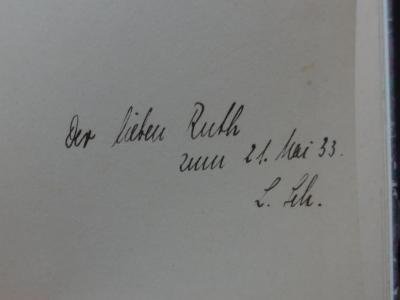 Der lieben Ruth
zum 21. Mai 33.
L. Sch.